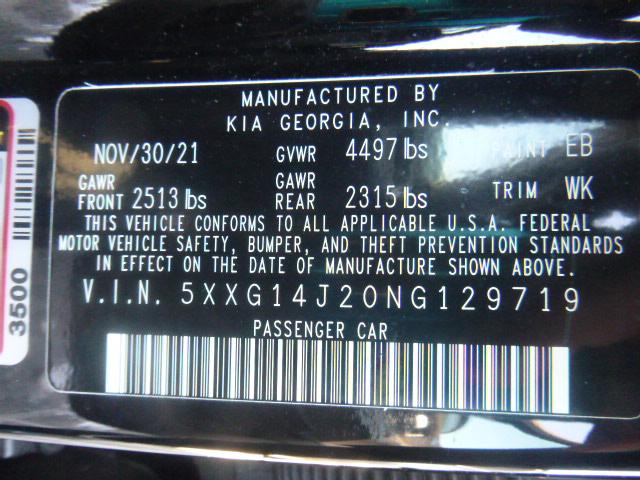 MANUFACTURED BY
KIA GEORGIA, INC.
NOV/30/21 GVWR 4497 lbs PAINT EB
GAWR FRONT 2513 lbs GAWR REAR 2315 lbs TRIM WK
THIS VEHICLE CONFORMS TO ALL APPLICABLE U.S.A. FEDERAL
MOTOR VEHICLE SAFETY, BUMPER, AND THEFT PREVENTION STANDARDS
IN EFFECT ON THE DATE OF MANUFACTURE SHOWN ABOVE.
V.I.N. 5XXG14J20NG129719
PASSENGER CAR
3500